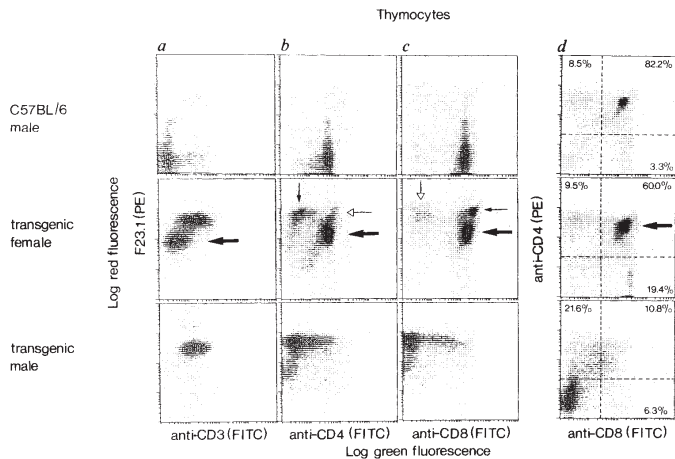 Thymocytes
a b c d
C57BL/6
male
8.5% 82.2%
3.3%
transgenic
female
9.5% 60.0%
19.4%
transgenic
male
21.6% 10.8%
6.3%
Log red fluorescence
F23.1 (PE)
anti-CD4 (PE)
anti-CD3 (FITC) anti-CD4 (FITC) anti-CD8 (FITC) anti-CD8 (FITC)
Log green fluorescence